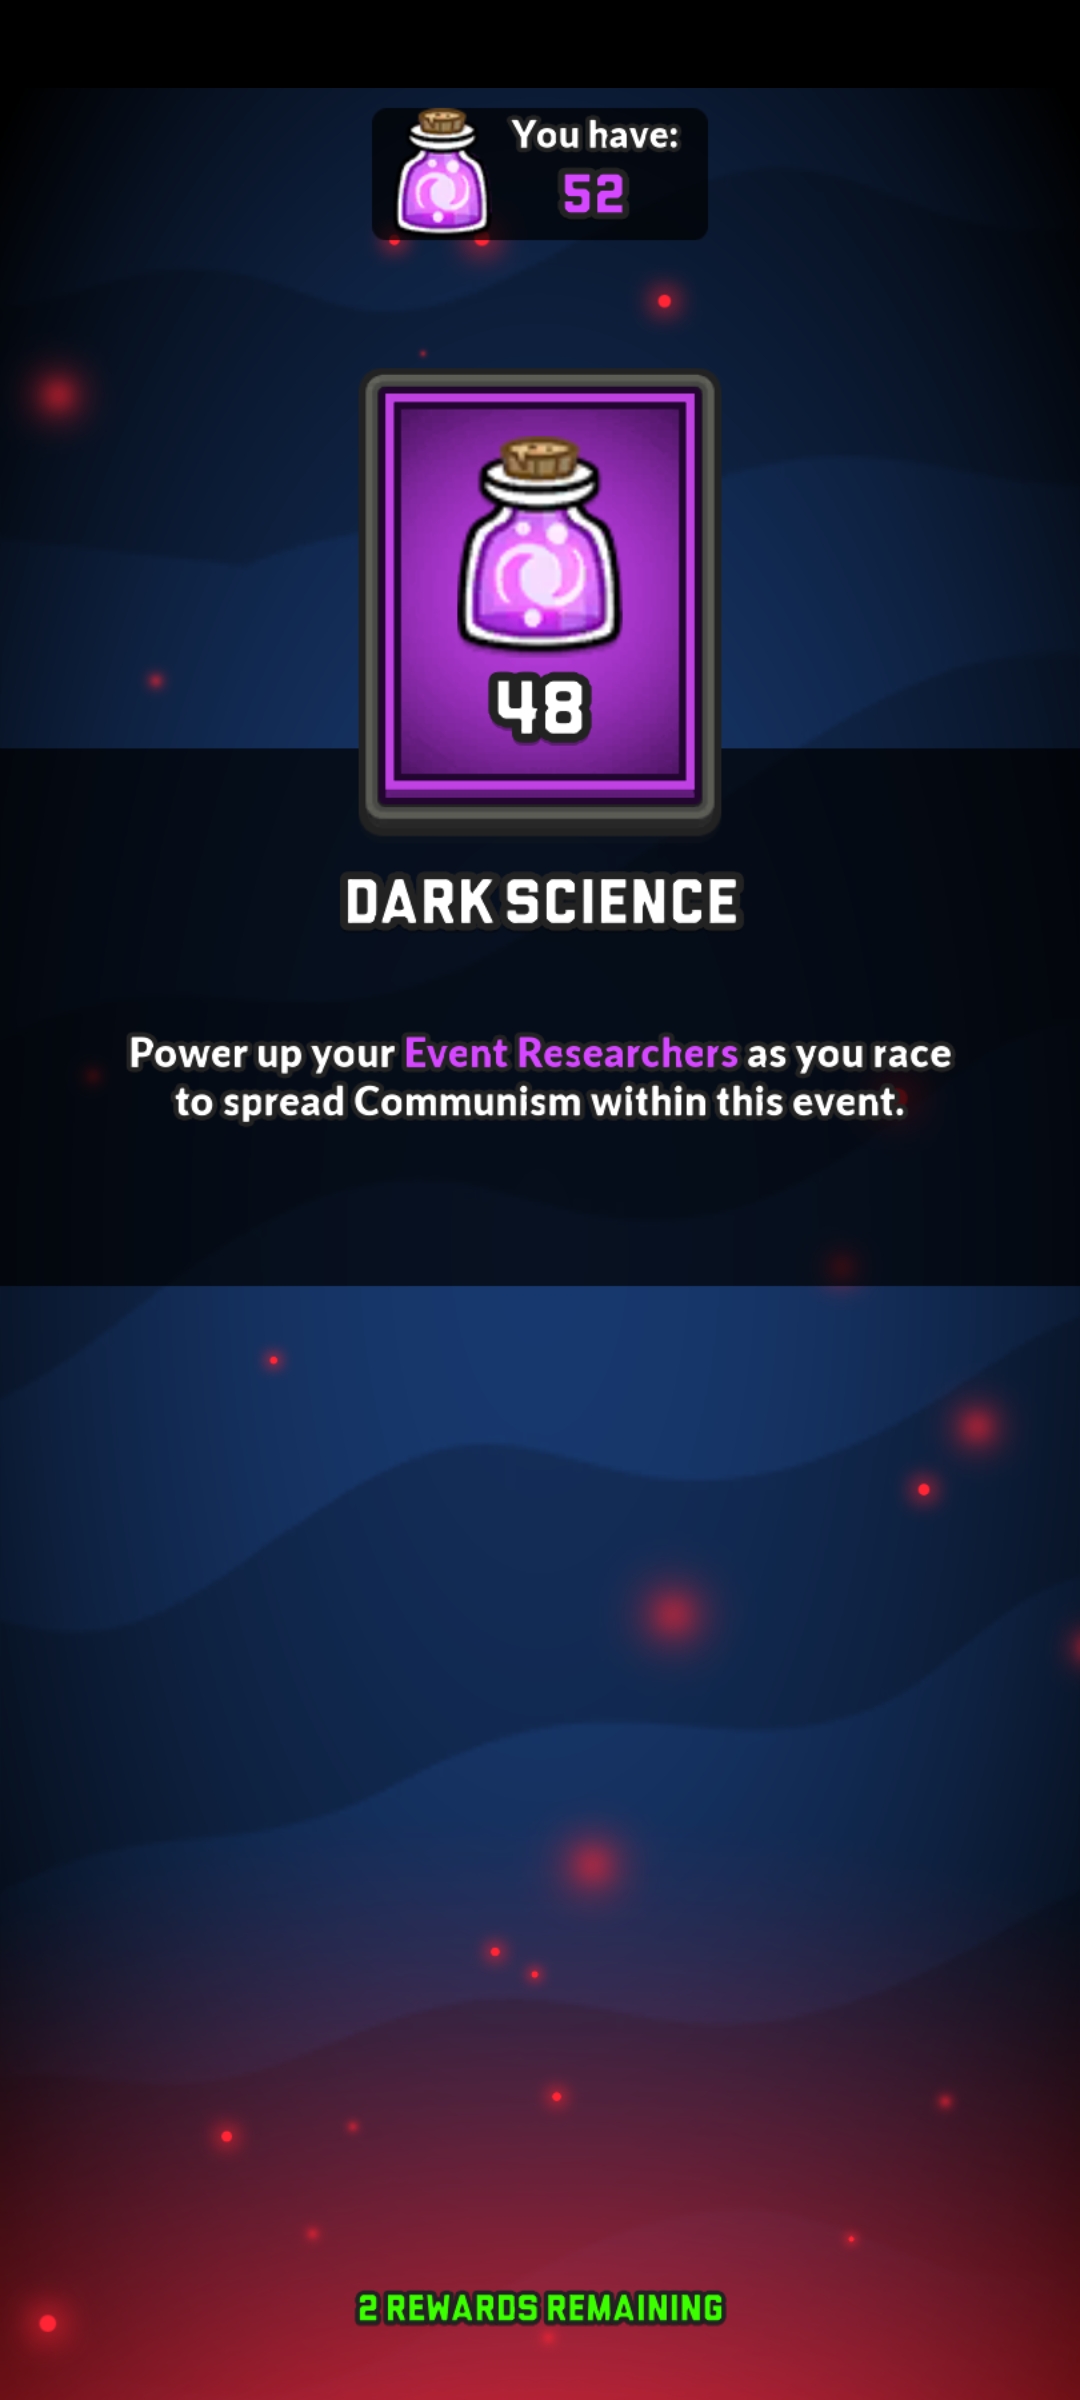 You have:
52
48
DARK SCIENCE
Power up your Event Researchers as you race
to spread Communism within this event.
2 REWARDS REMAINING